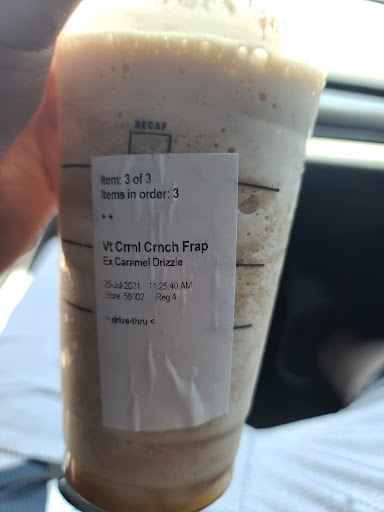 DECAF
Item: 3 of 3
Items in order: 3
**
Vt Crml Crnch Frap
Ex Caramel Drizzle
25-Jul-2021 11:25:40 AM
Store 56102 Reg 4
> drive-thru <